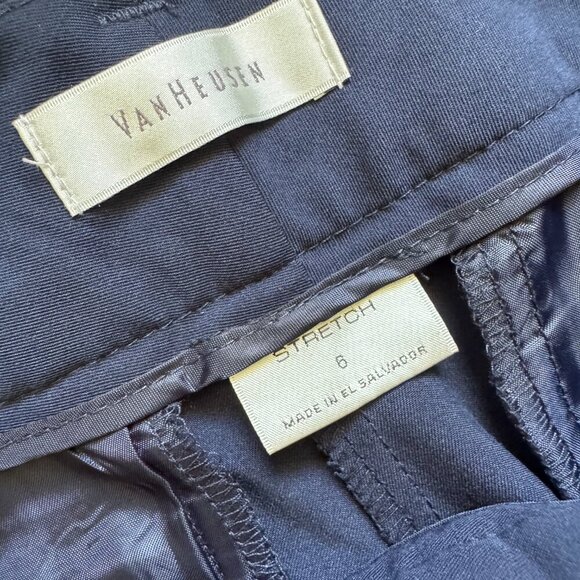 VAN HEUSEN
STRETCH
6
MADE IN EL SALVADOR